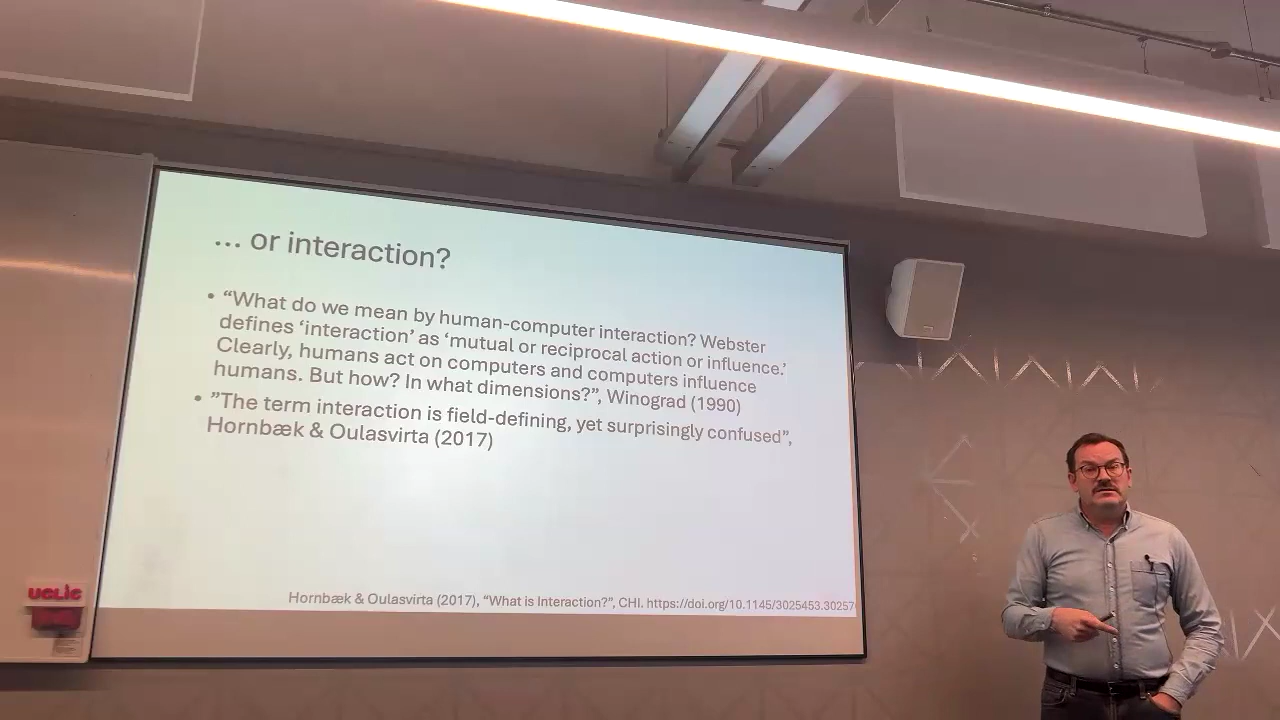 ... or interaction?
• “What do we mean by human-computer interaction? Webster
defines ‘interaction’ as ‘mutual or reciprocal action or influence.’
Clearly, humans act on computers and computers influence
humans. But how? In what dimensions?”, Winograd (1990)
• ”The term interaction is field-defining, yet surprisingly confused”,
Hornbæk & Oulasvirta (2017)
Hornbæk & Oulasvirta (2017), “What is Interaction?”, CHI. https://doi.org/10.1145/3025453.30257
UCLIC